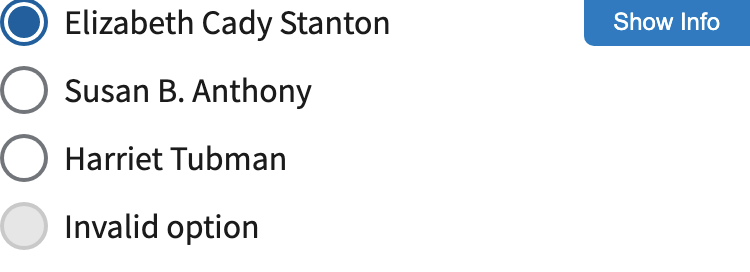 Elizabeth Cady Stanton
Show Info
Susan B. Anthony
Harriet Tubman
Invalid option